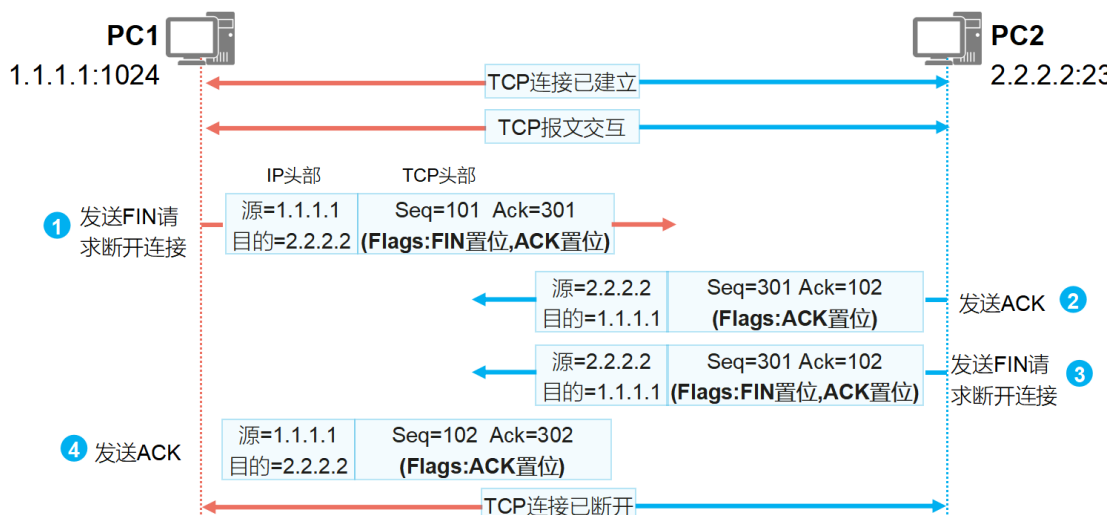 PC1
1.1.1.1:1024
PC2
2.2.2.2:23
TCP连接已建立
TCP报文交互
IP头部
TCP头部
1
发送FIN请
求断开连接
源=1.1.1.1
目的=2.2.2.2
Seq=101 Ack=301
(Flags:FIN置位,ACK置位)
源=2.2.2.2
目的=1.1.1.1
Seq=301 Ack=102
(Flags:ACK置位)
发送ACK
2
源=2.2.2.2
目的=1.1.1.1
Seq=301 Ack=102
(Flags:FIN置位,ACK置位)
发送FIN请
求断开连接
3
4
发送ACK
源=1.1.1.1
目的=2.2.2.2
Seq=102 Ack=302
(Flags:ACK置位)
TCP连接已断开